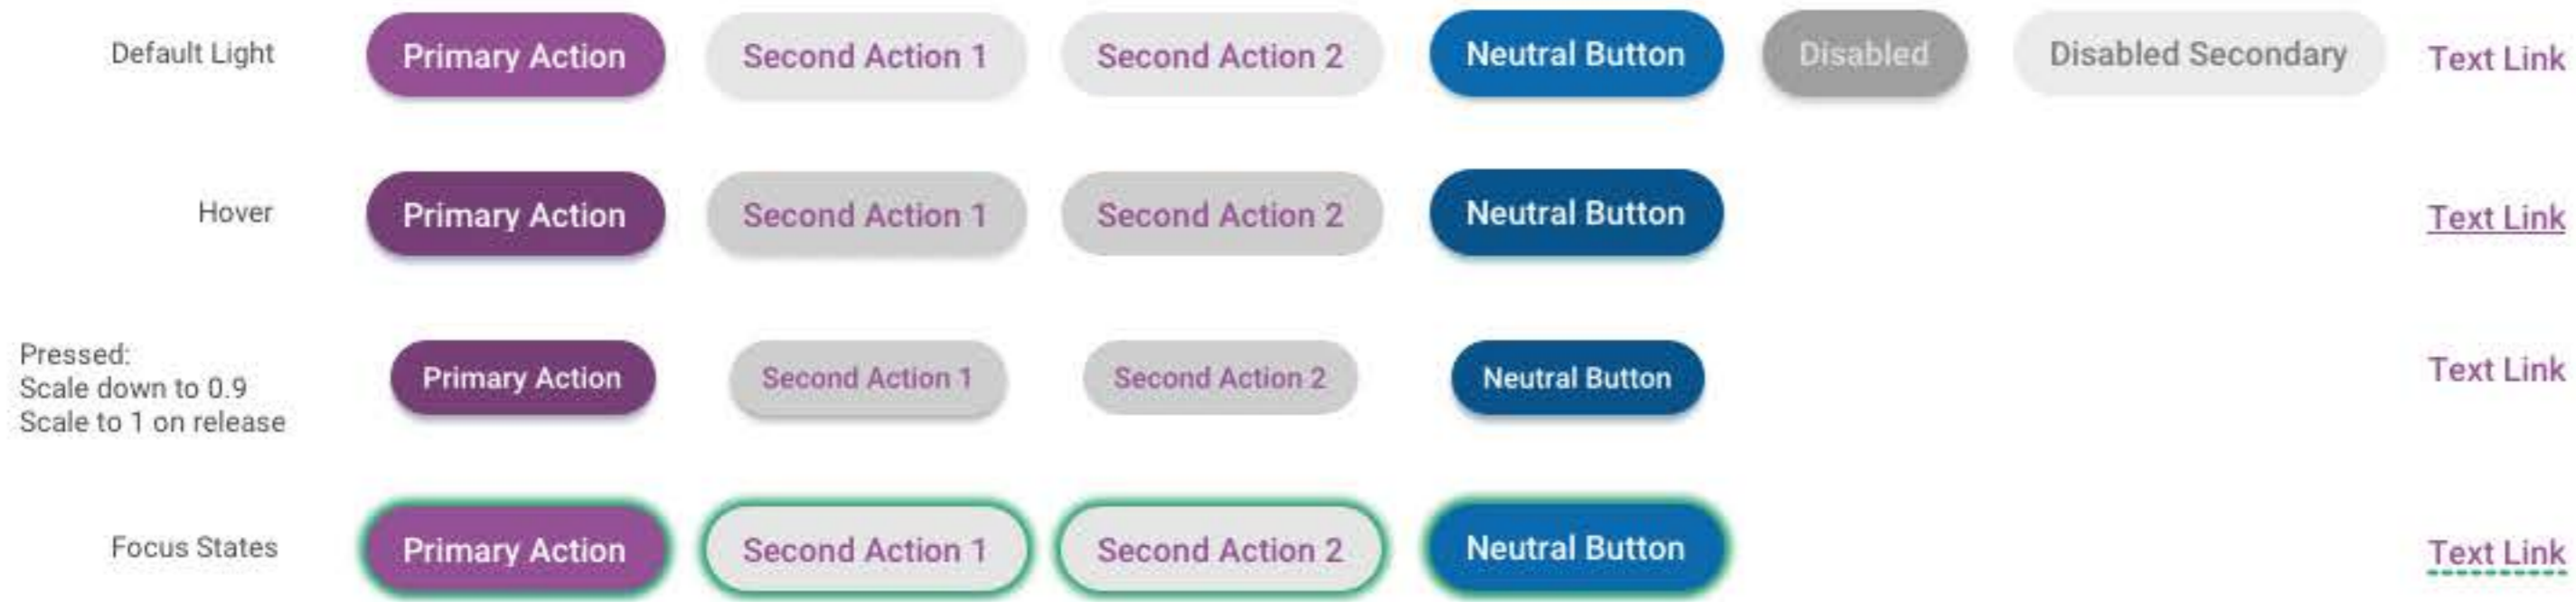 Default Light
Primary Action
Second Action 1
Second Action 2
Neutral Button
Disabled
Disabled Secondary
Text Link
Hover
Primary Action
Second Action 1
Second Action 2
Neutral Button
Text Link
Pressed:
Scale down to 0.9
Scale to 1 on release
Primary Action
Second Action 1
Second Action 2
Neutral Button
Text Link
Focus States
Primary Action
Second Action 1
Second Action 2
Neutral Button
Text Link